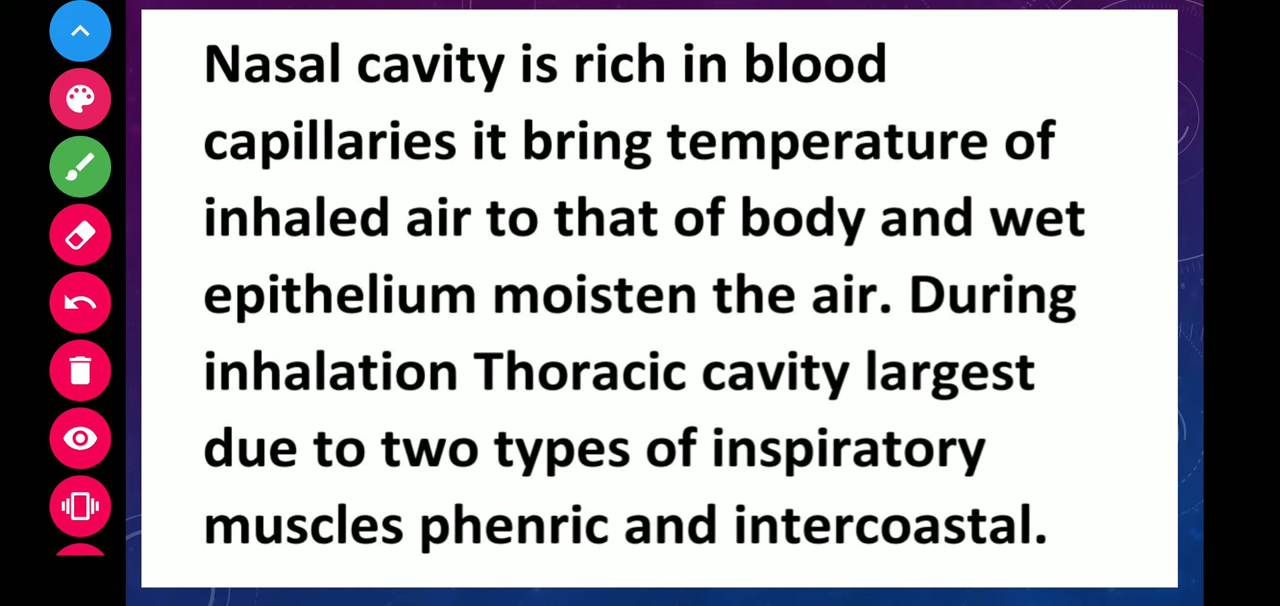 Nasal cavity is rich in blood
capillaries it bring temperature of
inhaled air to that of body and wet
epithelium moisten the air. During
inhalation Thoracic cavity largest
due to two types of inspiratory
muscles phenric and intercoastal.